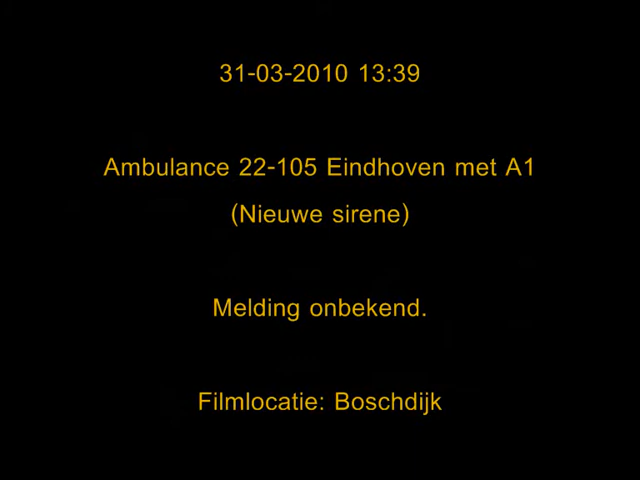 31-03-2010 13:39
Ambulance 22-105 Eindhoven met A1
(Nieuwe sirene)
Melding onbekend.
Filmlocatie: Boschdijk